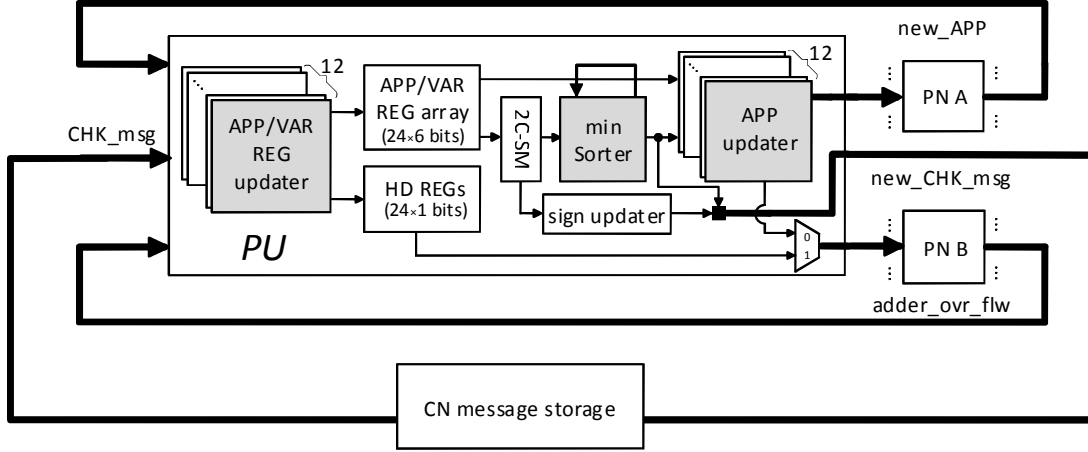 new_APP
12
12
APP/VAR
REG array
(24×6 bits)
PN A
CHK_msg
APP/VAR
REG
updater
2C-SM
min
Sorter
APP
updater
new_CHK_msg
HD REGs
(24×1 bits)
sign updater
PU
0
1
PN B
adder_ovr_flw
CN message storage